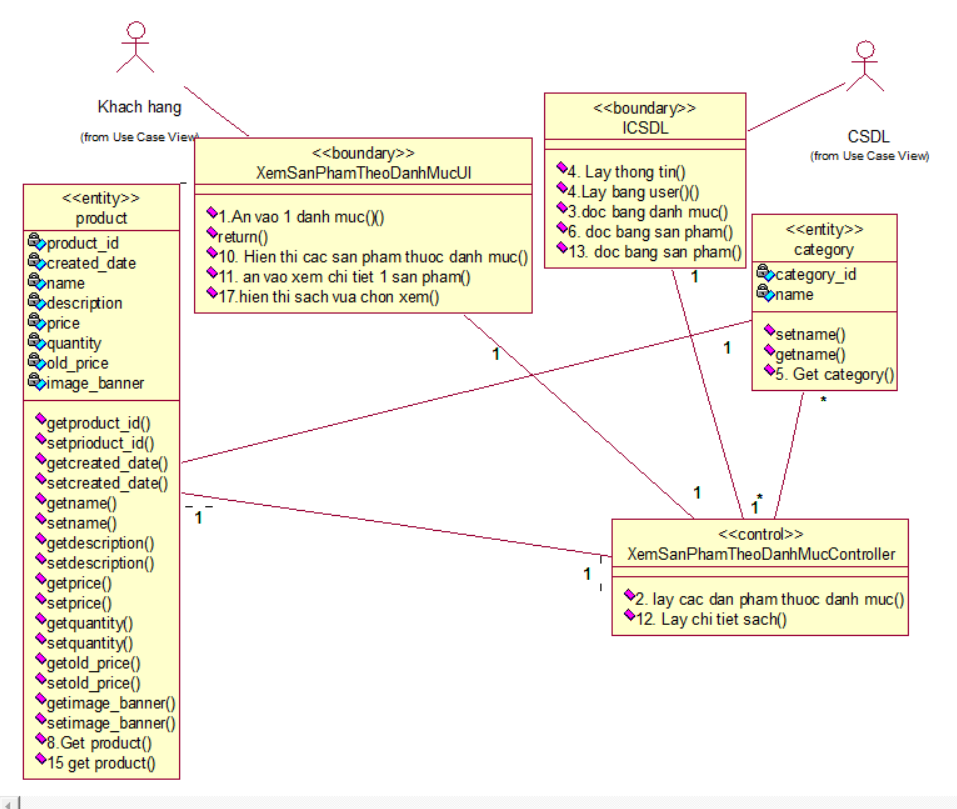 Khach hang
(from Use Case View)
CSDL
(from Use Case View)
<<boundary>>
XemSanPhamTheoDanhMucUI
1.An vao 1 danh muc()()
return()
10. Hien thi cac san pham thuoc danh muc()
11. an vao xem chi tiet 1 san pham()
17.hien thi sach vua chon xem()
<<boundary>>
ICSDL
4. Lay thong tin()
4.Lay bang user()()
3.doc bang danh muc()
6. doc bang san pham()
13. doc bang san pham()
<<entity>>
product
product_id
created_date
name
description
price
quantity
old_price
image_banner
getproduct_id()
setprioduct_id()
getcreated_date()
setcreated_date()
getname()
setname()
getdescription()
setdescription()
getprice()
setprice()
getquantity()
setquantity()
getold_price()
setold_price()
getimage_banner()
setimage_banner()
8.Get product()
15 get product()
<<entity>>
category
category_id
name
setname()
getname()
5. Get category()
1
1
1
*
1
*
1
1
1
<<control>>
XemSanPhamTheoDanhMucController
2. lay cac dan pham thuoc danh muc()
12. Lay chi tiet sach()